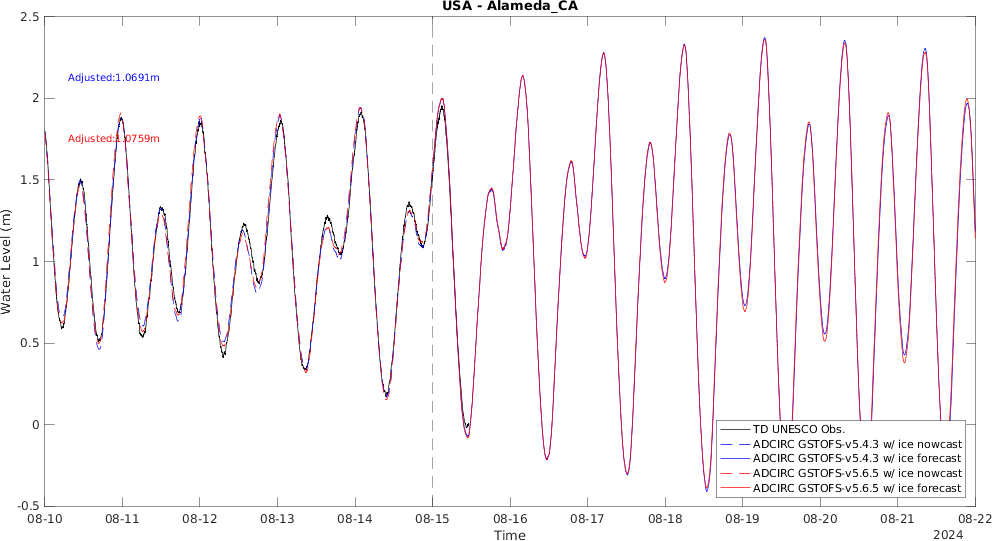 USA - Alameda_CA
2.5
2
1.5
1
0.5
0
-0.5
Water Level (m)
Adjusted:1.0691m
Adjusted:1.0759m
TD UNESCO Obs.
ADCIRC GSTOFS-v5.4.3 w/ ice nowcast
ADCIRC GSTOFS-v5.4.3 w/ ice forecast
ADCIRC GSTOFS-v5.6.5 w/ ice nowcast
ADCIRC GSTOFS-v5.6.5 w/ ice forecast
08-10 08-11 08-12 08-13 08-14 08-15 08-16 08-17 08-18 08-19 08-20 08-21 08-22
Time
2024